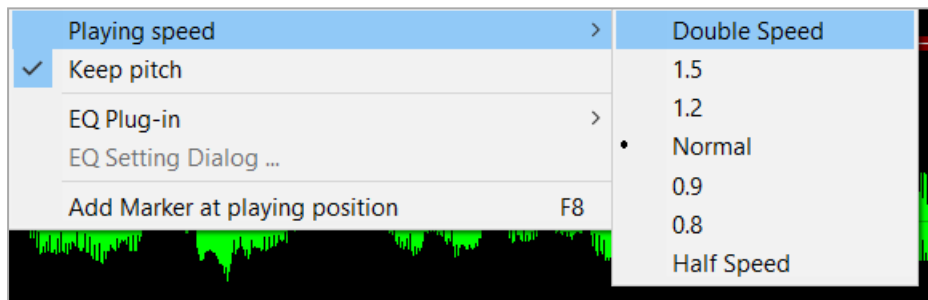 Playing speed
Keep pitch
EQ Plug-in
EQ Setting Dialog ...
Add Marker at playing position F8
Double Speed
1.5
1.2
Normal
0.9
0.8
Half Speed